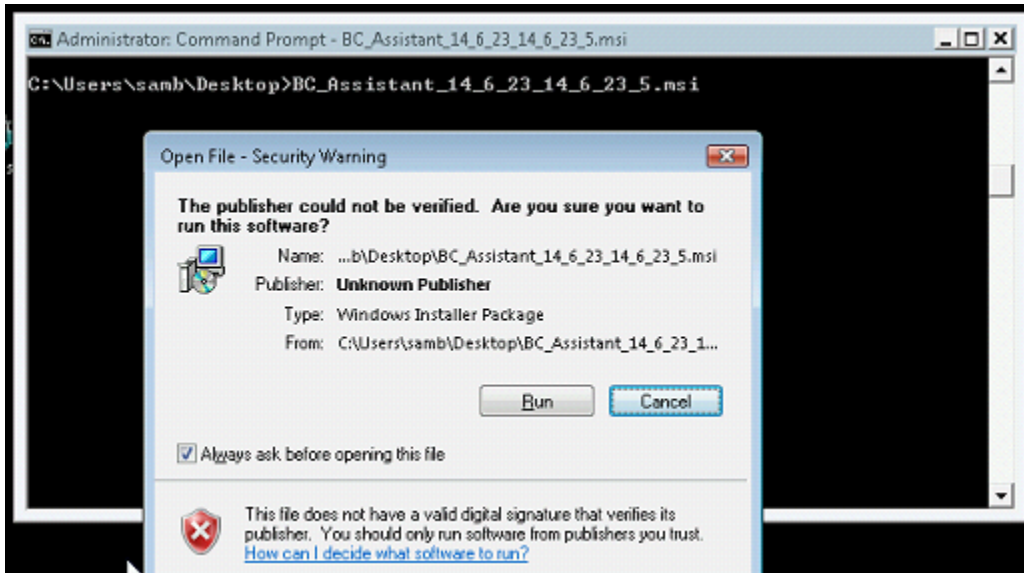 Administrator: Command Prompt - BC_Assistant_14_6_23_14_6_23_5.msi
C:\Users\samb\Desktop>BC_Assistant_14_6_23_14_6_23_5.msi
Open File - Security Warning
The publisher could not be verified. Are you sure you want to
run this software?
Name: ...b\Desktop\BC_Assistant_14_6_23_14_6_23_5.msi
Publisher: Unknown Publisher
Type: Windows Installer Package
From: C:\Users\samb\Desktop\BC_Assistant_14_6_23_1...
Run Cancel
Always ask before opening this file
This file does not have a valid digital signature that verifies its
publisher. You should only run software from publishers you trust.
How can I decide what software to run?